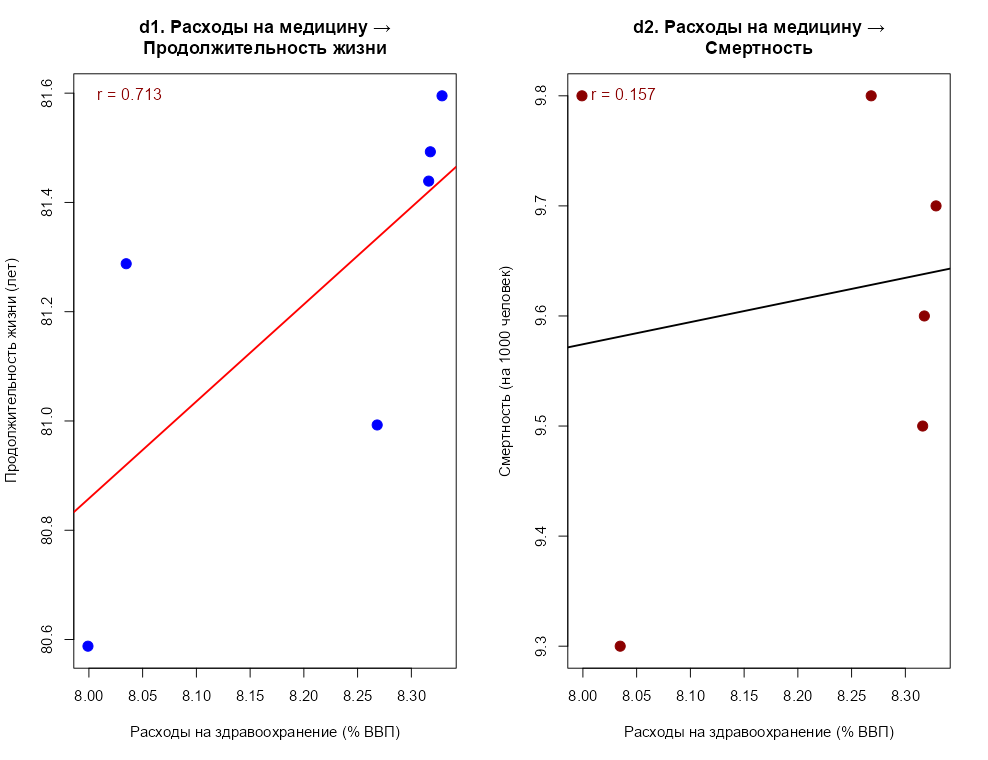 d1. Расходы на медицину →
Продолжительность жизни
r = 0.713
81.6
81.4
81.2
81.0
80.8
80.6
Продолжительность жизни (лет)
8.00 8.05 8.10 8.15 8.20 8.25 8.30
Расходы на здравоохранение (% ВВП)
d2. Расходы на медицину →
Смертность
r = 0.157
9.8
9.7
9.6
9.5
9.4
9.3
Смертность (на 1000 человек)
8.00 8.05 8.10 8.15 8.20 8.25 8.30
Расходы на здравоохранение (% ВВП)